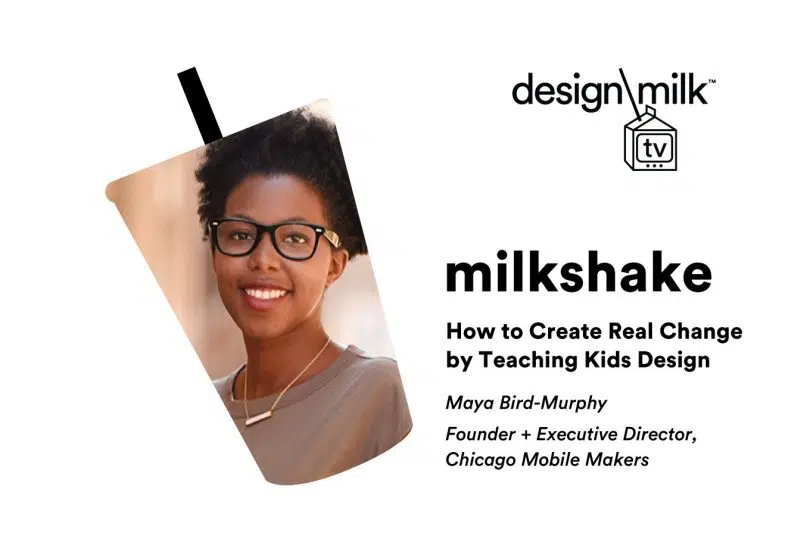 design milk™
tv
milkshake
How to Create Real Change
by Teaching Kids Design
Maya Bird-Murphy
Founder + Executive Director,
Chicago Mobile Makers